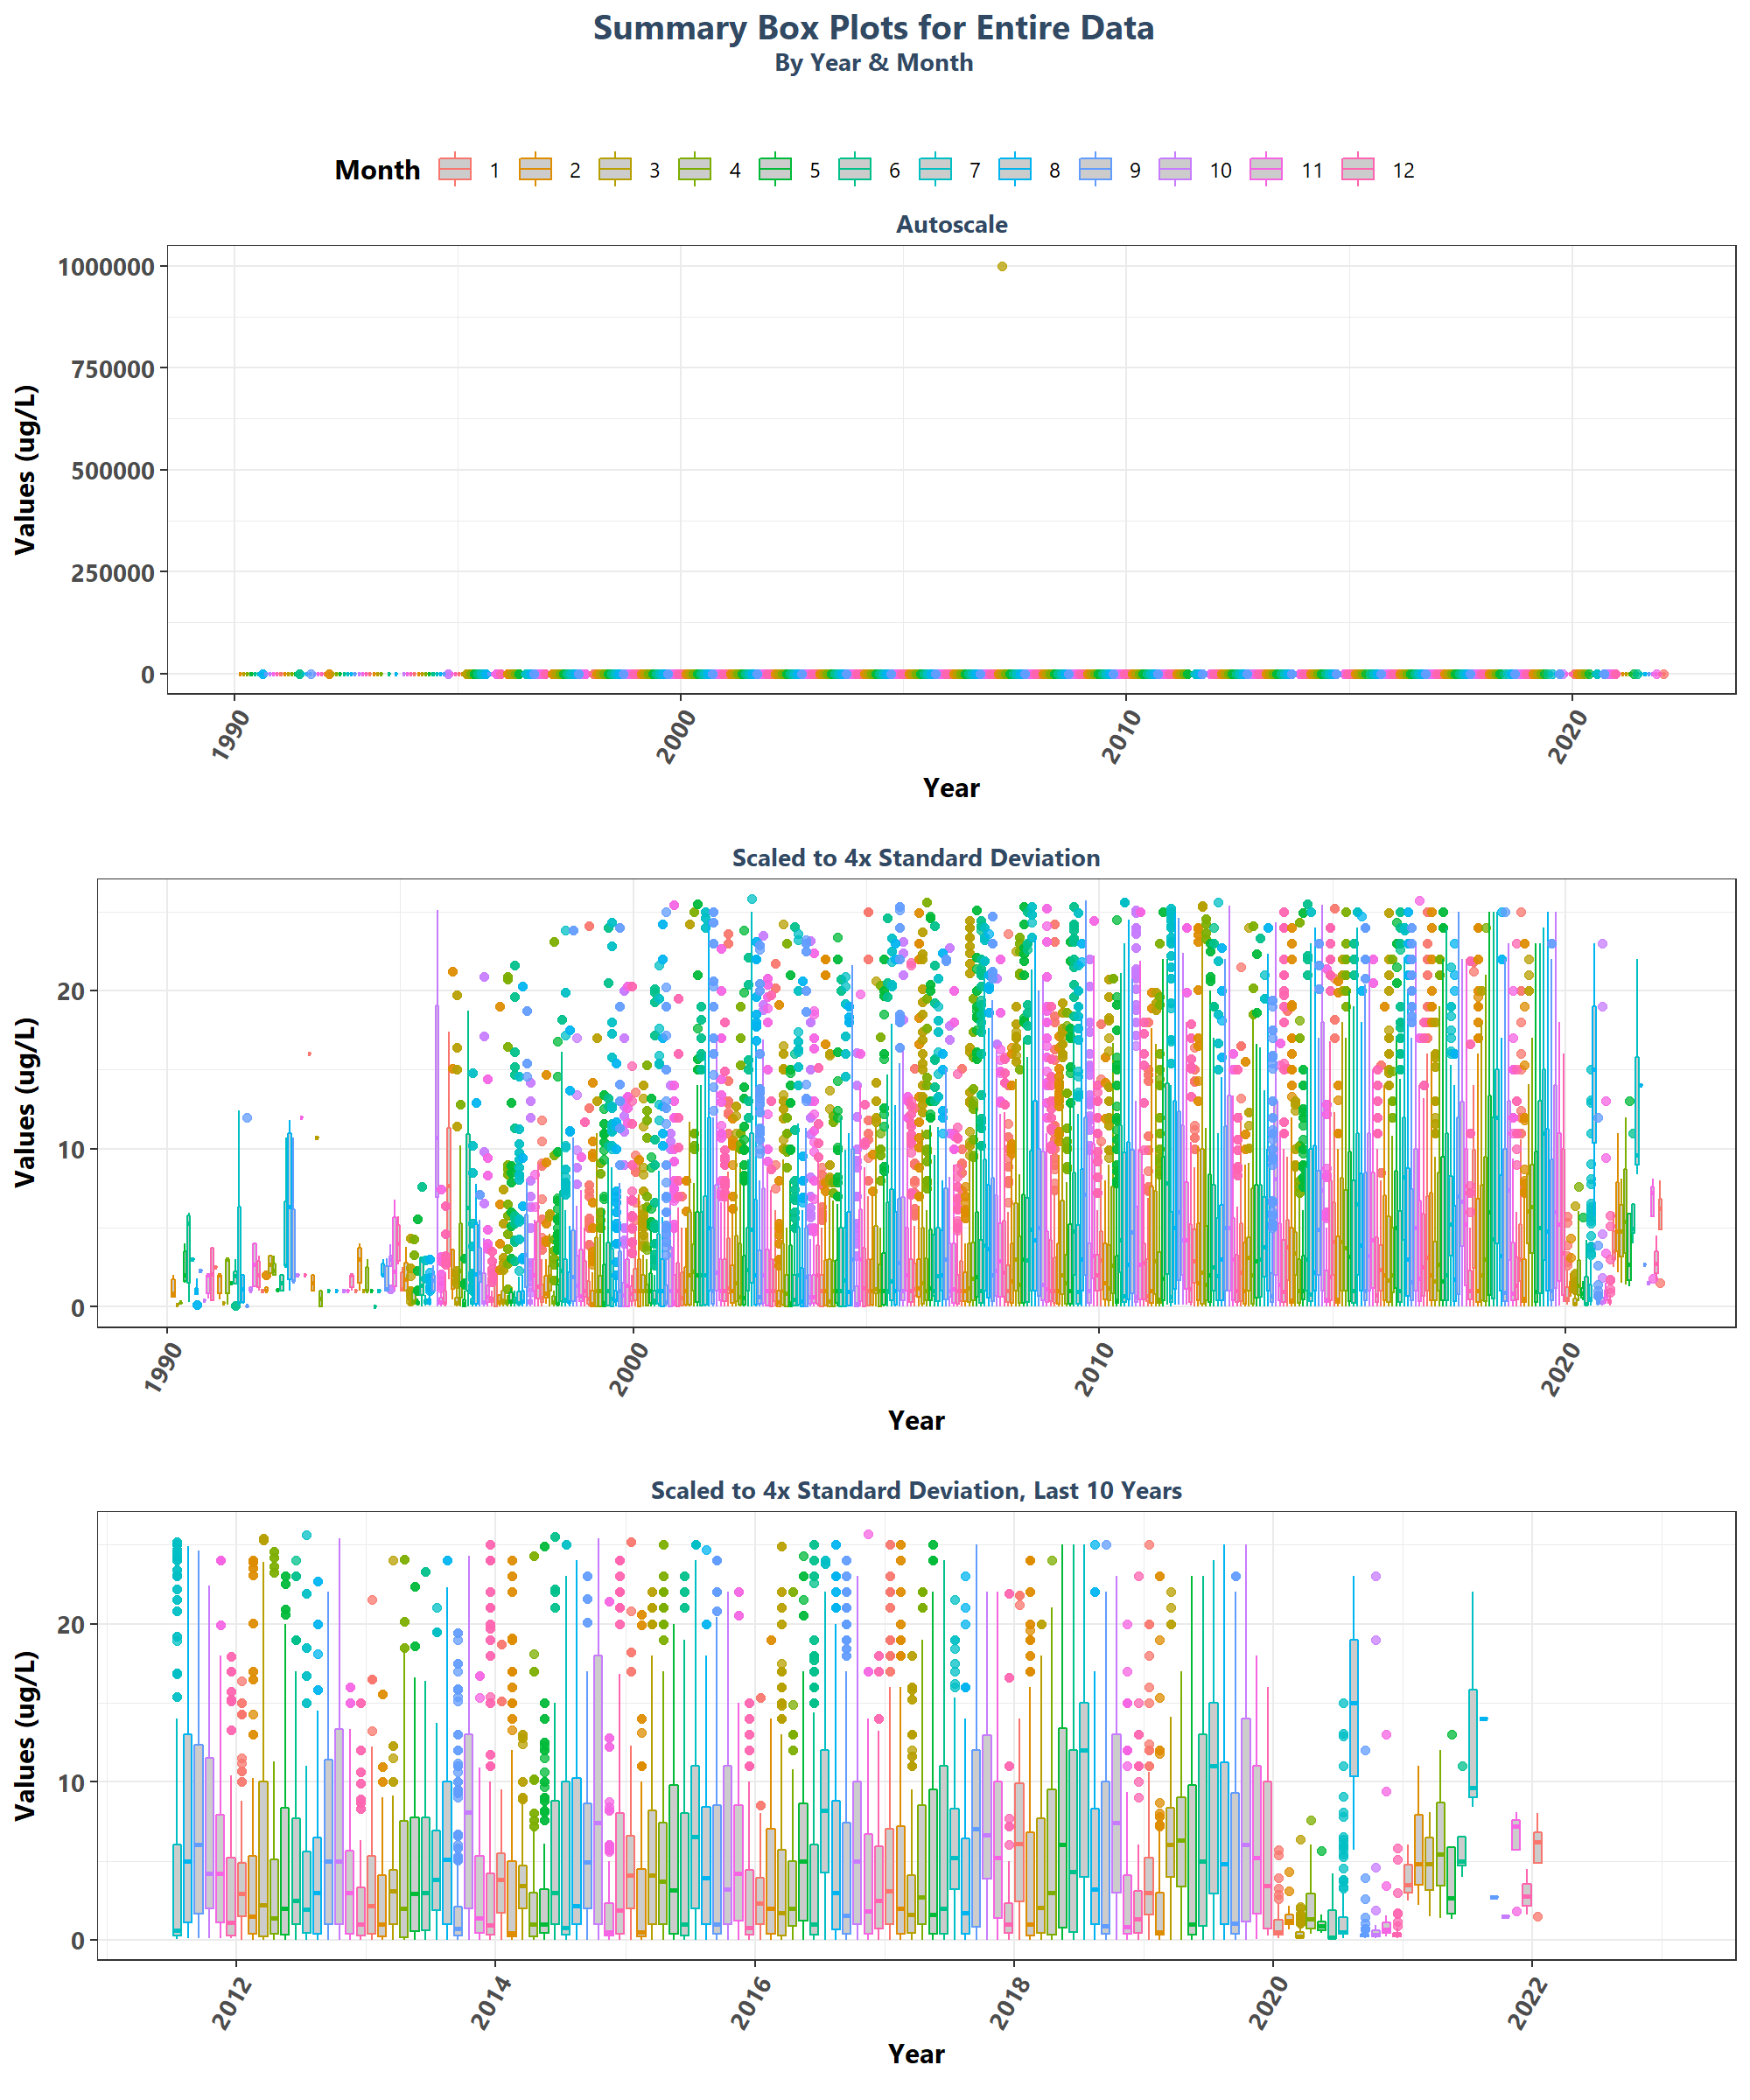 Summary Box Plots for Entire Data
By Year & Month
Month 1 2 3 4 5 6 7 8 9 10 11 12
Autoscale
1000000
750000
500000
250000
0
Values (ug/L)
1990 2000 2010 2020
Year
Scaled to 4x Standard Deviation
20
10
0
Values (ug/L)
1990 2000 2010 2020
Year
Scaled to 4x Standard Deviation, Last 10 Years
20
10
0
Values (ug/L)
2012 2014 2016 2018 2020 2022
Year